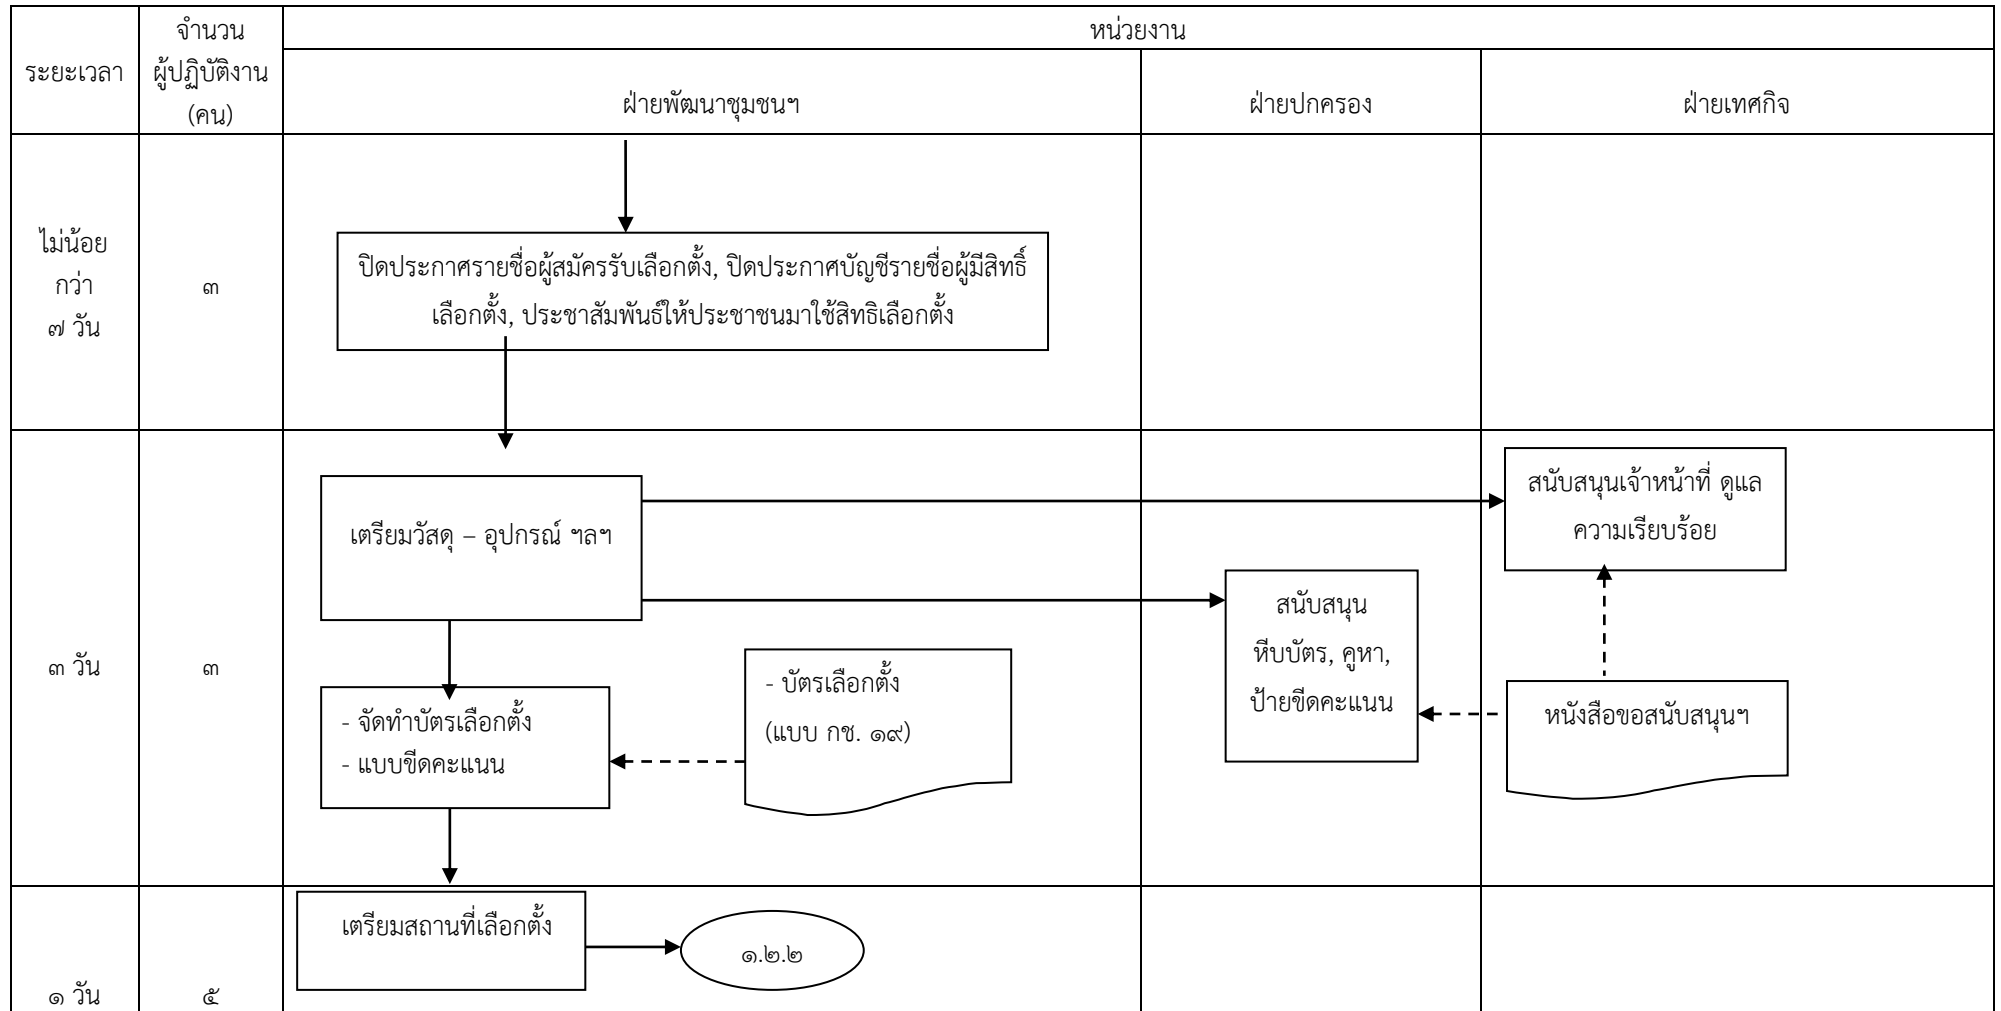 ระยะเวลา
จำนวน
ผู้ปฏิบัติงาน
(คน)
หน่วยงาน
ฝ่ายพัฒนาชุมชนฯ
ฝ่ายปกครอง
ฝ่ายเทศกิจ
ไม่น้อย
กว่า
๗ วัน
๓
ปิดประกาศรายชื่อผู้สมัครรับเลือกตั้ง, ปิดประกาศบัญชีรายชื่อผู้มีสิทธิ์
เลือกตั้ง, ประชาสัมพันธ์ให้ประชาชนมาใช้สิทธิเลือกตั้ง
๓ วัน
๓
เตรียมวัสดุ – อุปกรณ์ ฯลฯ
สนับสนุนเจ้าหน้าที่ ดูแล
ความเรียบร้อย
สนับสนุน
หีบบัตร, คูหา,
ป้ายขีดคะแนน
- จัดทำบัตรเลือกตั้ง
- แบบขีดคะแนน
- บัตรเลือกตั้ง
(แบบ กช. ๑๙)
หนังสือขอสนับสนุนฯ
๑ วัน
๕
เตรียมสถานที่เลือกตั้ง
๑.๒.๒